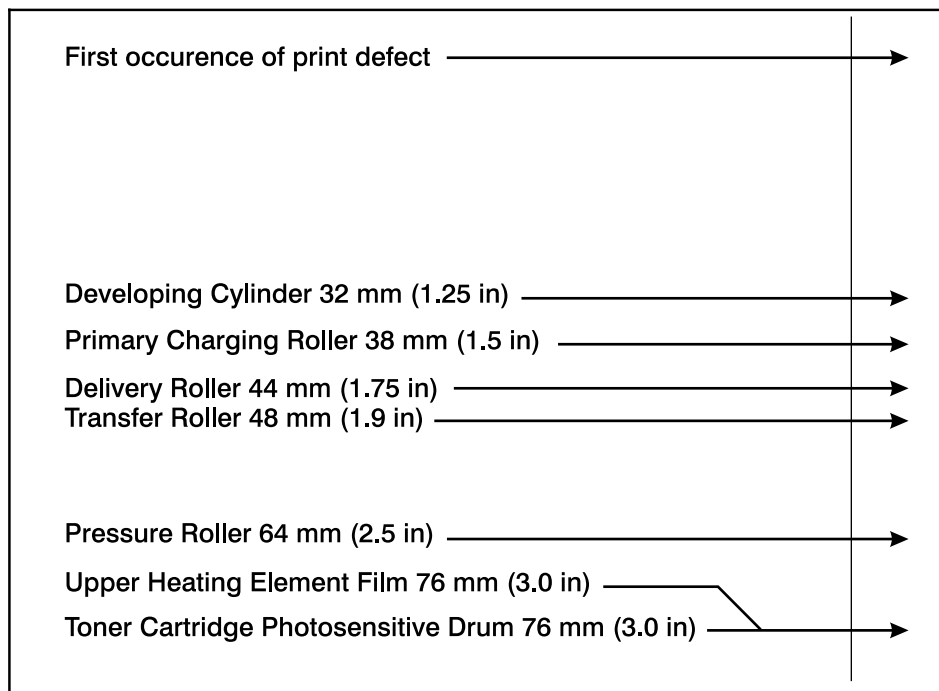 First occurence of print defect
Developing Cylinder 32 mm (1.25 in)
Primary Charging Roller 38 mm (1.5 in)
Delivery Roller 44 mm (1.75 in)
Transfer Roller 48 mm (1.9 in)
Pressure Roller 64 mm (2.5 in)
Upper Heating Element Film 76 mm (3.0 in)
Toner Cartridge Photosensitive Drum 76 mm (3.0 in)